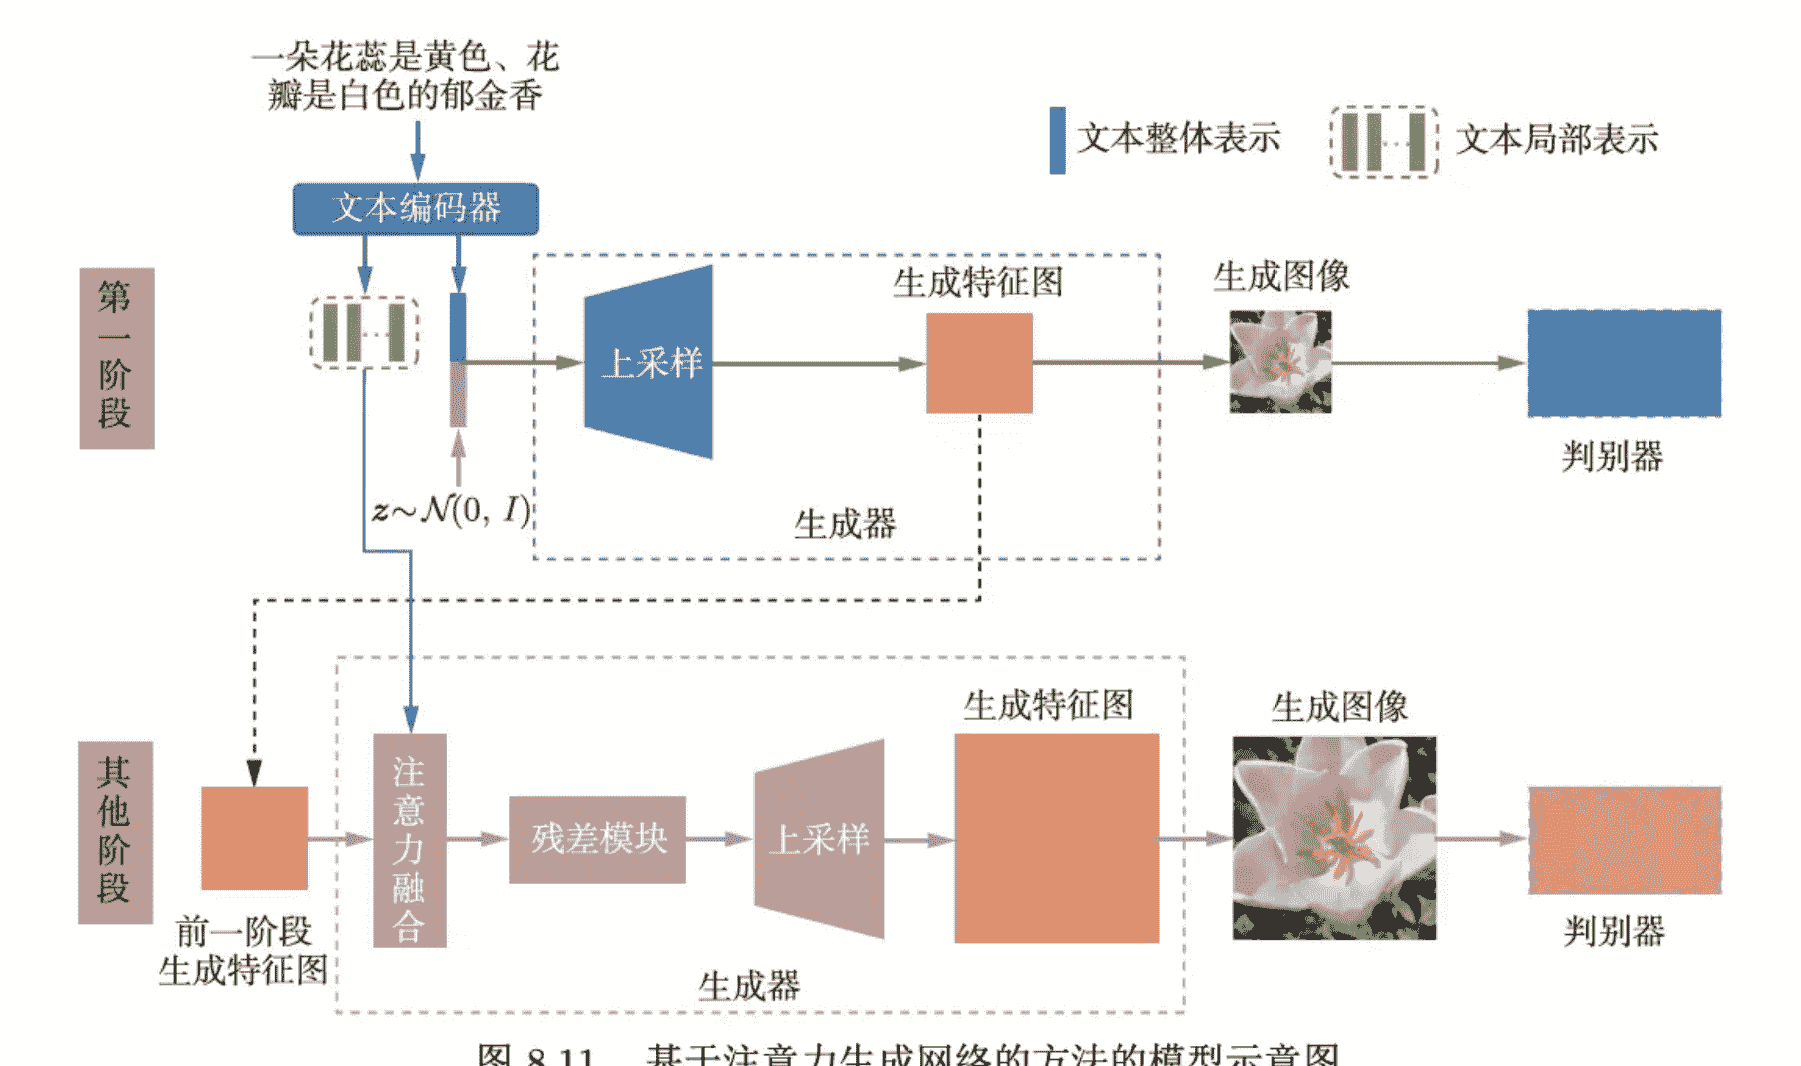 一朵花蕊是黄色、花
瓣是白色的郁金香
文本整体表示
文本局部表示
文本编码器
第一阶段
上采样
生成特征图
生成图像
判别器
z~N(0, I)
生成器
其他阶段
前一阶段
生成特征图
注意力融合
残差模块
上采样
生成特征图
生成图像
判别器
生成器
图 8.11 基于注意力生成网络的方法的模型示意图